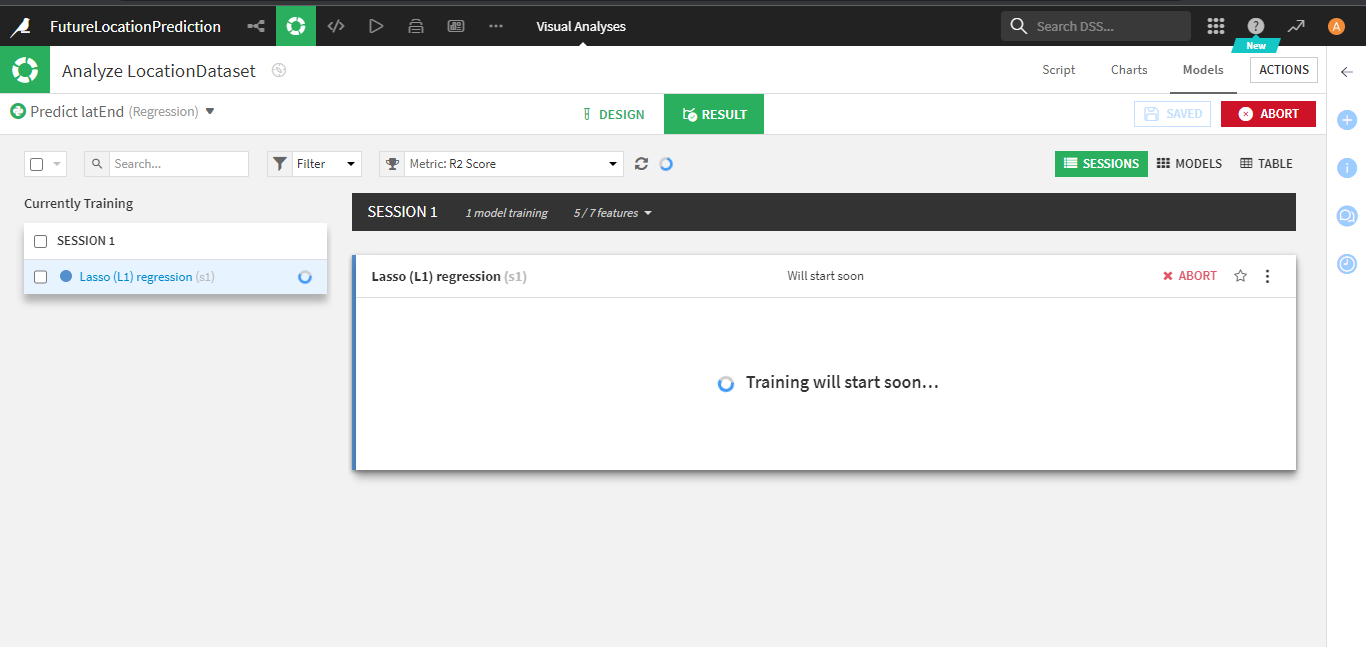 FutureLocationPrediction
Visual Analyses
Search DSS...
?
A
New
Analyze LocationDataset
Script
Charts
Models
ACTIONS
Predict latEnd (Regression)
DESIGN
RESULT
SAVED
ABORT
Search...
Filter
Metric: R2 Score
SESSIONS
MODELS
TABLE
Currently Training
SESSION 1
Lasso (L1) regression (s1)
SESSION 1
1 model training
5 / 7 features
Lasso (L1) regression (s1)
Will start soon
ABORT
Training will start soon...